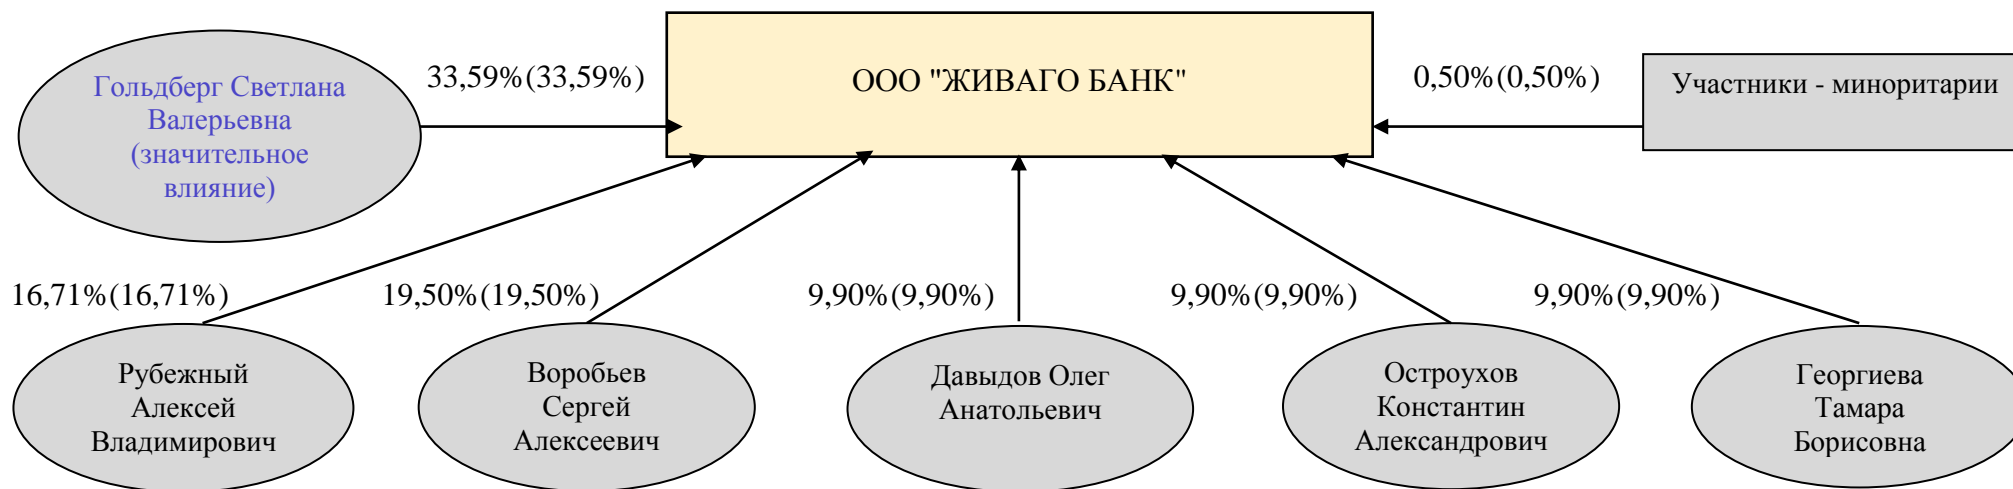 Гольдберг Светлана
Валерьевна
(значительное
влияние)
33,59%(33,59%)
ООО "ЖИВАГО БАНК"
0,50%(0,50%)
Участники - миноритарии
16,71%(16,71%)
19,50%(19,50%)
9,90%(9,90%)
9,90%(9,90%)
9,90%(9,90%)
Рубежный
Алексей
Владимирович
Воробьев
Сергей
Алексеевич
Давыдов Олег
Анатольевич
Остроухов
Константин
Александрович
Георгиева
Тамара
Борисовна